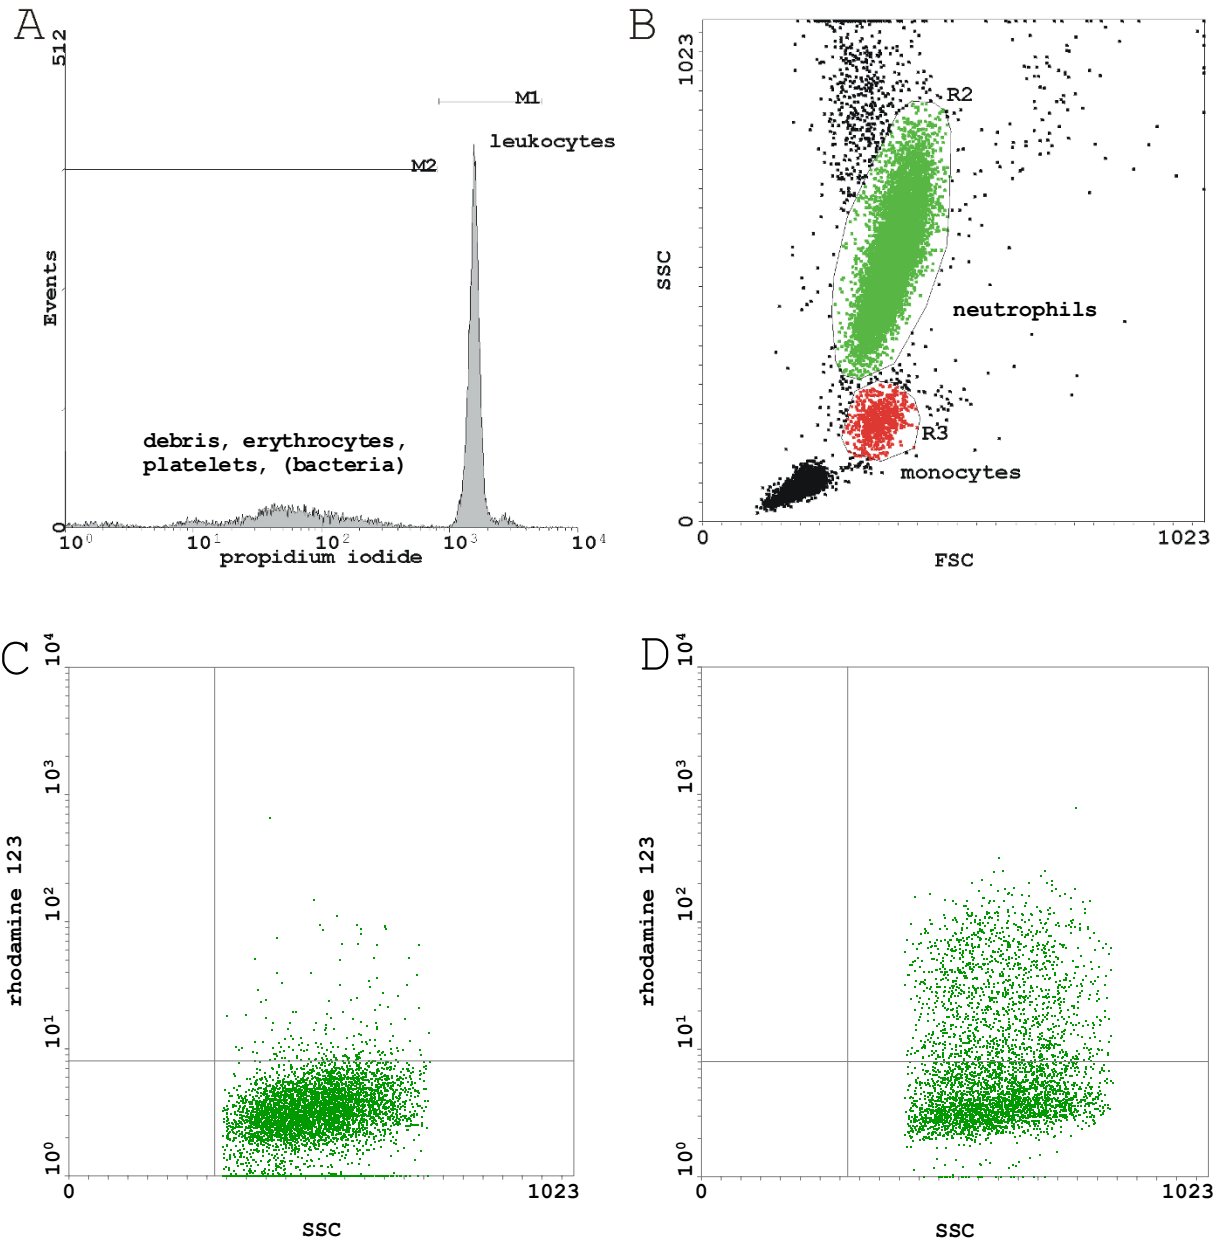 A
512
Events
0
M1
leukocytes
M2
debris, erythrocytes,
platelets, (bacteria)
10⁰ 10¹ 10² 10³ 10⁴
propidium iodide
B
1023
SSC
0
R2
neutrophils
R3
monocytes
0 1023
FSC
C
10⁴
10³
10²
10¹
10⁰
rhodamine 123
0 1023
SSC
D
10⁴
10³
10²
10¹
10⁰
rhodamine 123
0 1023
SSC